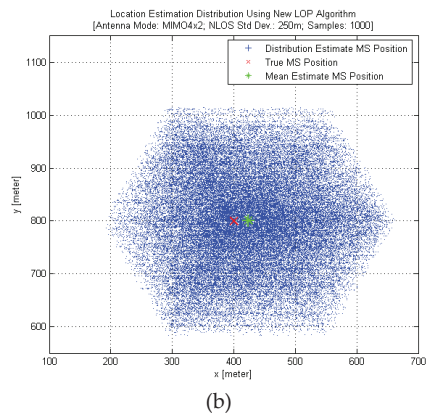 Location Estimation Distribution Using New LOP Algorithm
[Antenna Mode: MIMO4x2; NLOS Std Dev.: 250m; Samples: 1000]
Distribution Estimate MS Position
True MS Position
Mean Estimate MS Position
1100
1000
900
800
700
600
y [meter]
100 200 300 400 500 600 700
x [meter]
(b)